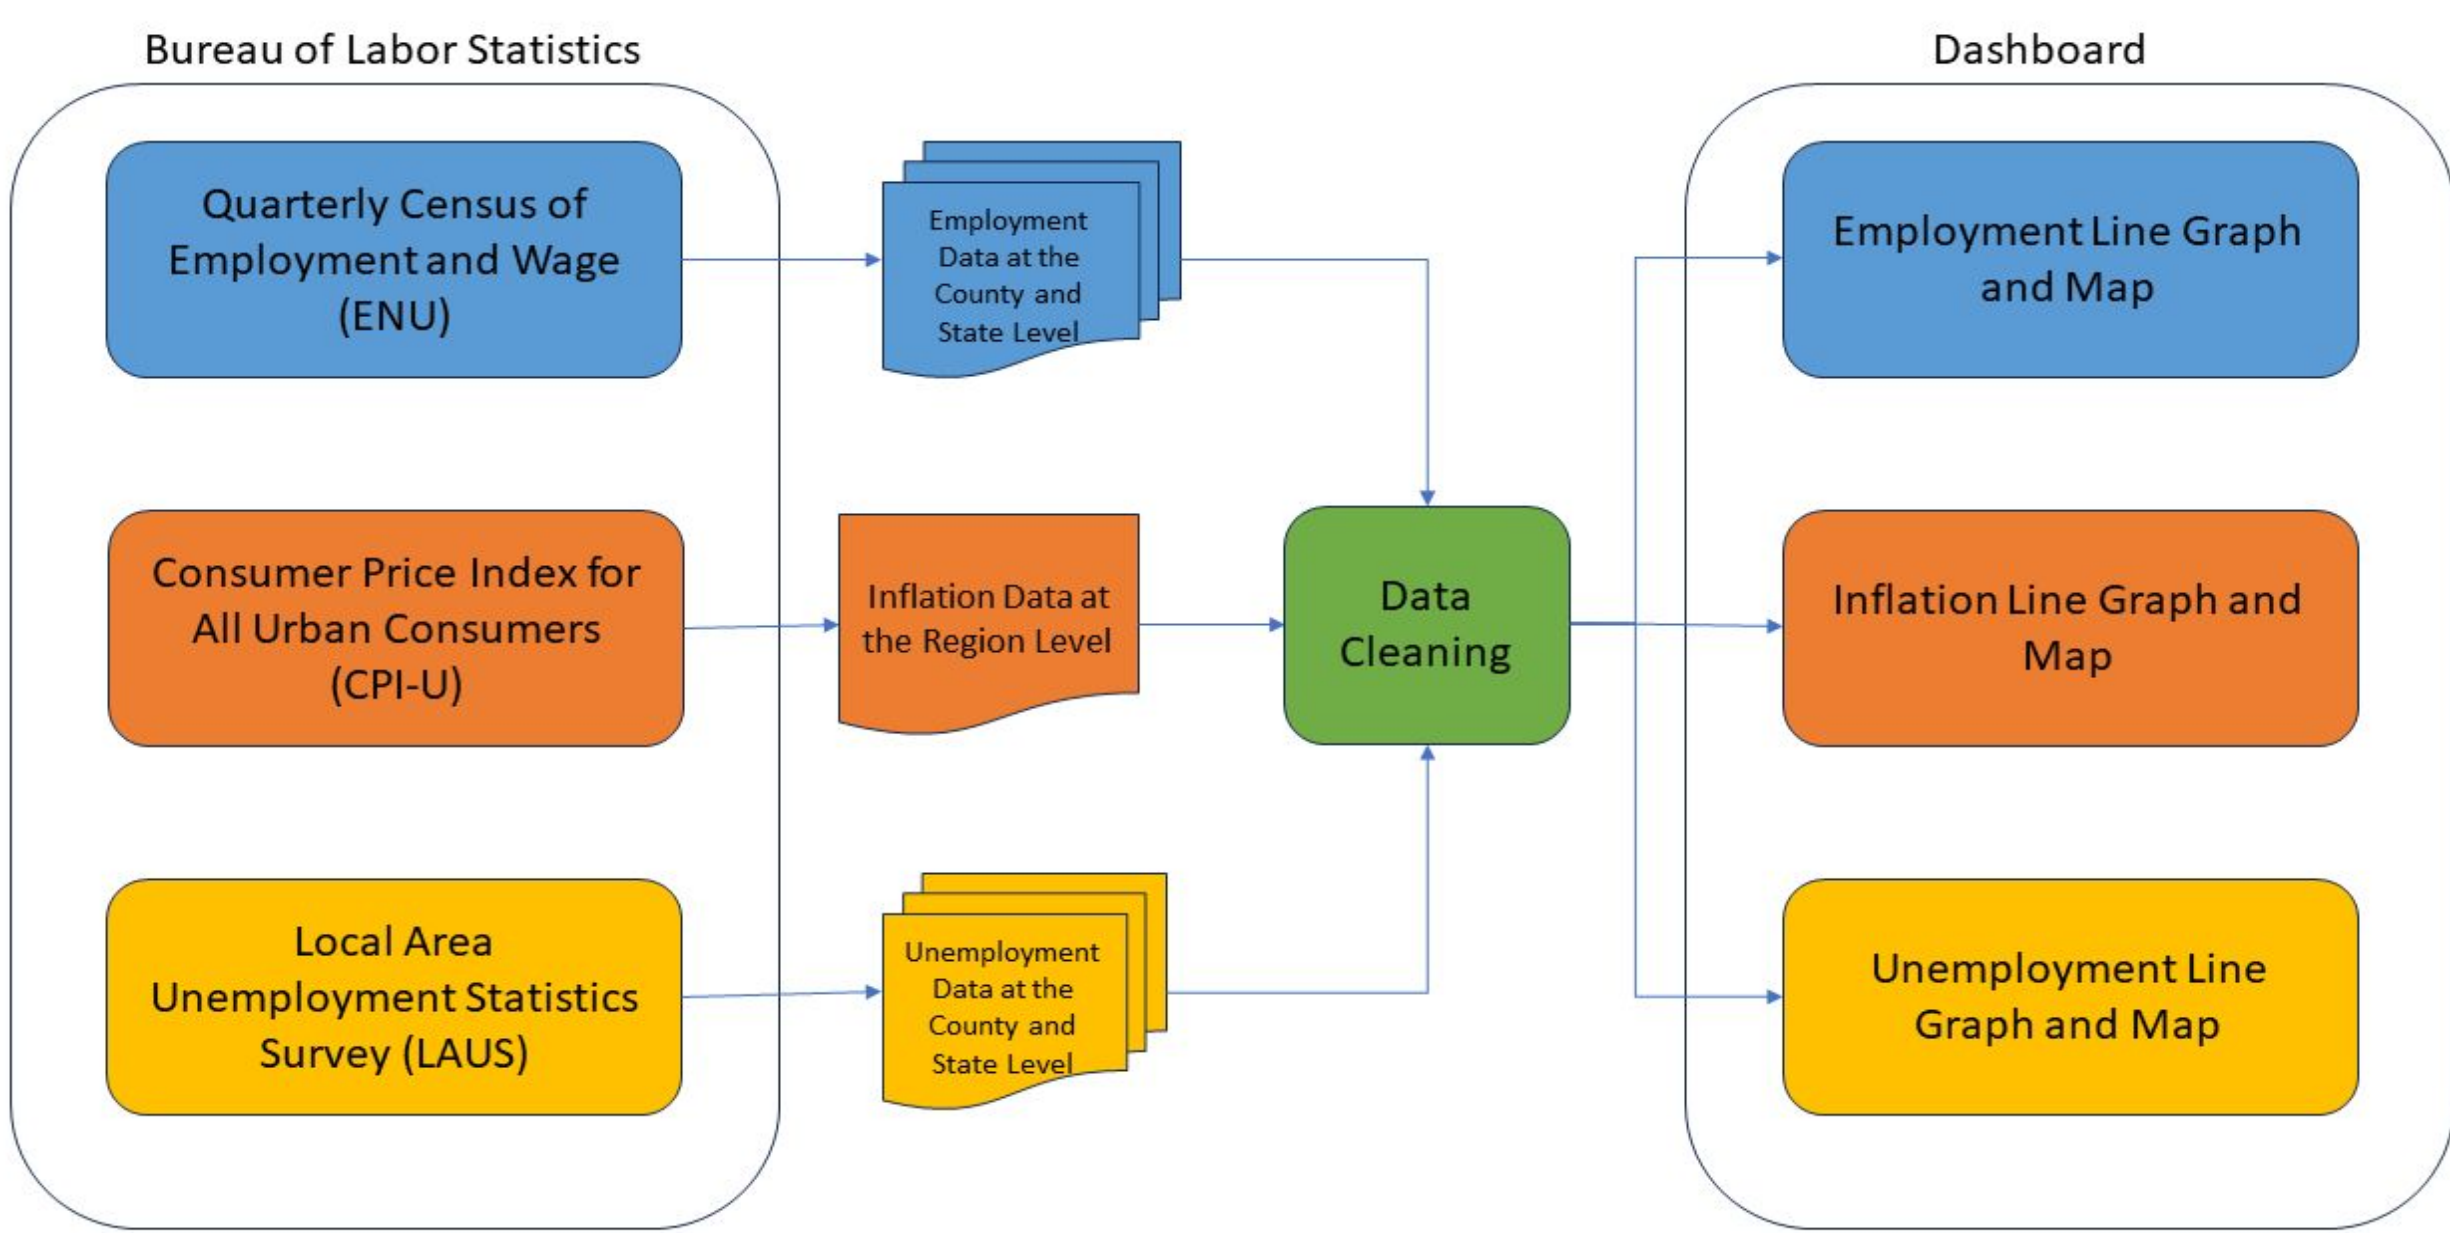 Bureau of Labor Statistics
Dashboard
Quarterly Census of
Employment and Wage
(ENU)
Employment
Data at the
County and
State Level
Employment Line Graph
and Map
Consumer Price Index for
All Urban Consumers
(CPI-U)
Inflation Data at
the Region Level
Data
Cleaning
Inflation Line Graph and
Map
Local Area
Unemployment Statistics
Survey (LAUS)
Unemployment
Data at the
County and
State Level
Unemployment Line
Graph and Map